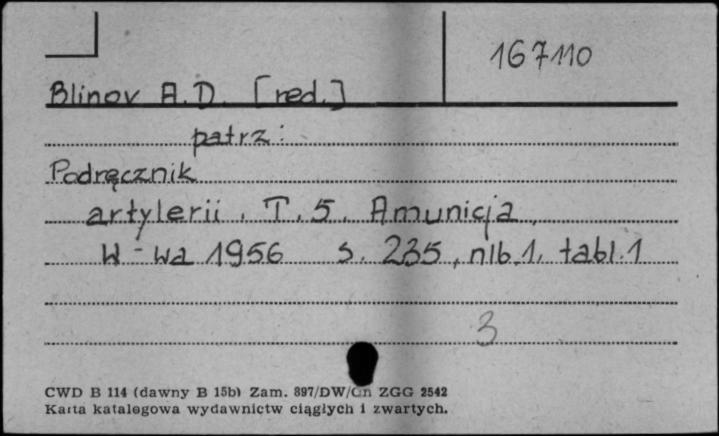 167110
Blinov A.D. [red.]
patrz:
Podręcznik
artylerii. T.5. Amunicja.
W-wa 1956 s. 235, nlb.1, tabl.1
3
CWD B 114 (dawny B 15b) Zam. 897/DW/Gn ZGG 2542
Karta katalogowa wydawnictw ciągłych i zwartych.